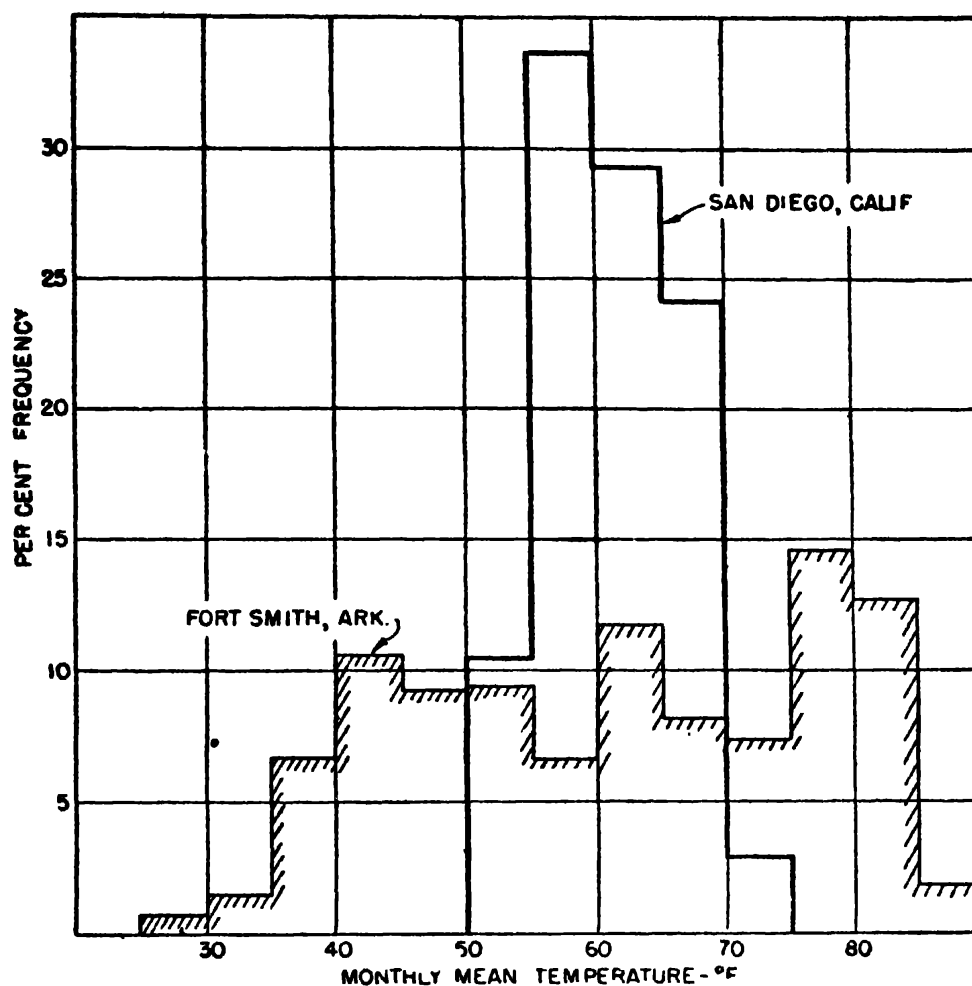 30
25
20
15
10
5
PER CENT FREQUENCY
SAN DIEGO, CALIF
FORT SMITH, ARK.
30 40 50 60 70 80
MONTHLY MEAN TEMPERATURE-°F